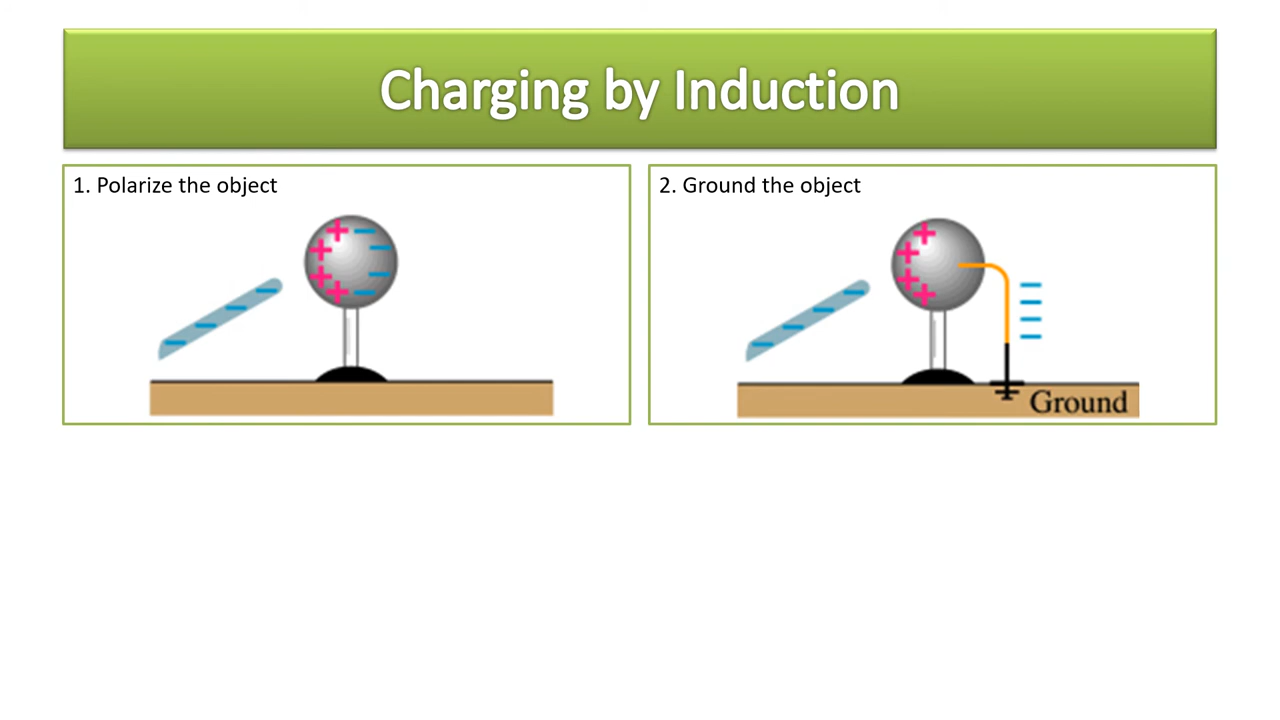 Charging by Induction
1. Polarize the object
2. Ground the object
Ground